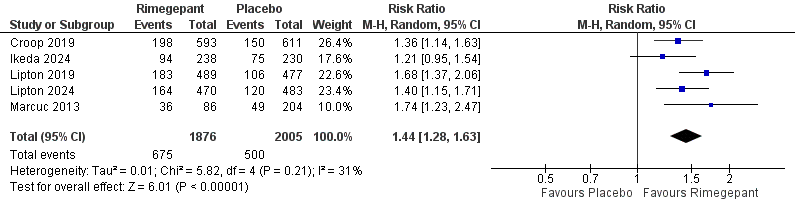 Rimegepant Placebo Risk Ratio Risk Ratio
Study or Subgroup Events Total Events Total Weight M-H, Random, 95% CI M-H, Random, 95% CI
Croop 2019 198 593 150 611 26.4% 1.36 [1.14, 1.63]
Ikeda 2024 94 238 75 230 17.6% 1.21 [0.95, 1.54]
Lipton 2019 183 489 106 477 22.6% 1.68 [1.37, 2.06]
Lipton 2024 164 470 120 483 23.3% 1.40 [1.15, 1.71]
Marcuc 2013 36 86 49 204 10.0% 1.74 [1.23, 2.47]
Total (95% CI) 1876 2005 100.0% 1.44 [1.28, 1.63]
Total events 675 500
Heterogeneity: Tau² = 0.01; Chi² = 5.82, df = 4 (P = 0.21); I² = 31%
Test for overall effect: Z = 6.01 (P < 0.00001)
0.5 0.7 1 1.5 2
Favours Placebo Favours Rimegepant